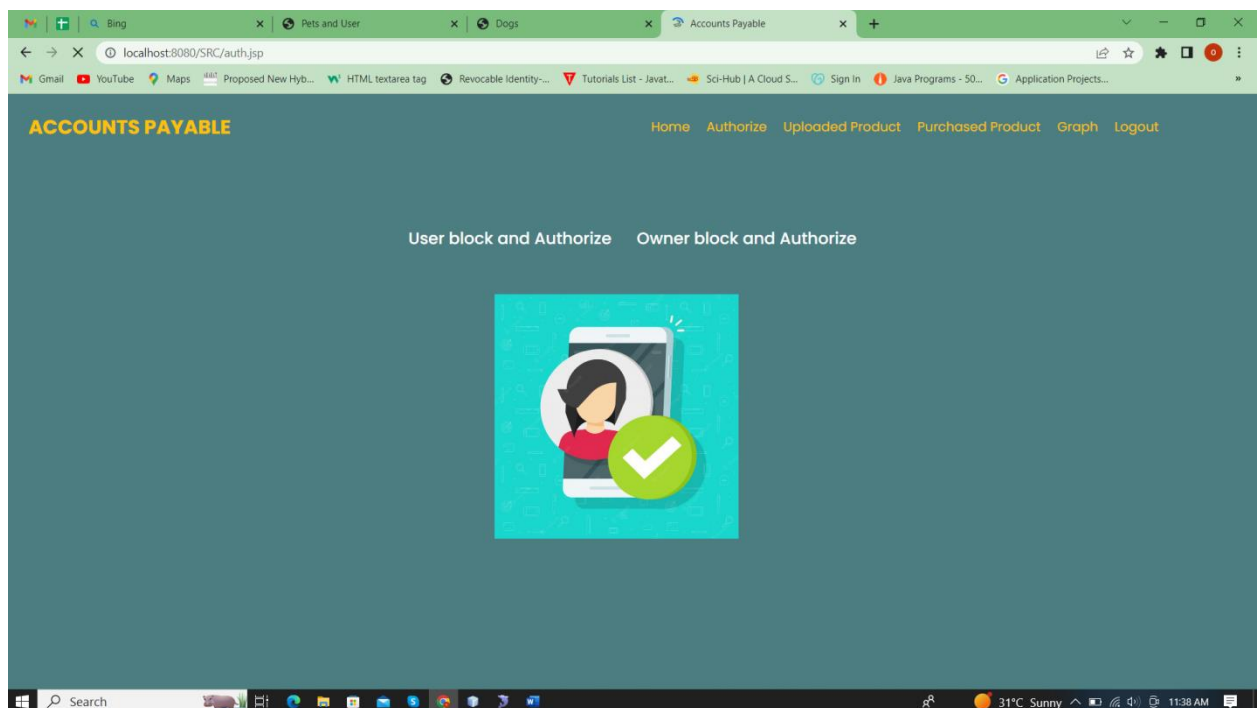 Bing
Pets and User
Dogs
Accounts Payable
localhost:8080/SRC/auth.jsp
Gmail YouTube Maps Proposed New Hyb... HTML textarea tag Revocable Identity-... Tutorials List - Javat... Sci-Hub | A Cloud S... Sign In Java Programs - 50... Application Projects... »
ACCOUNTS PAYABLE
Home Authorize Uploaded Product Purchased Product Graph Logout
User block and Authorize Owner block and Authorize
Search
31°C Sunny
11:38 AM